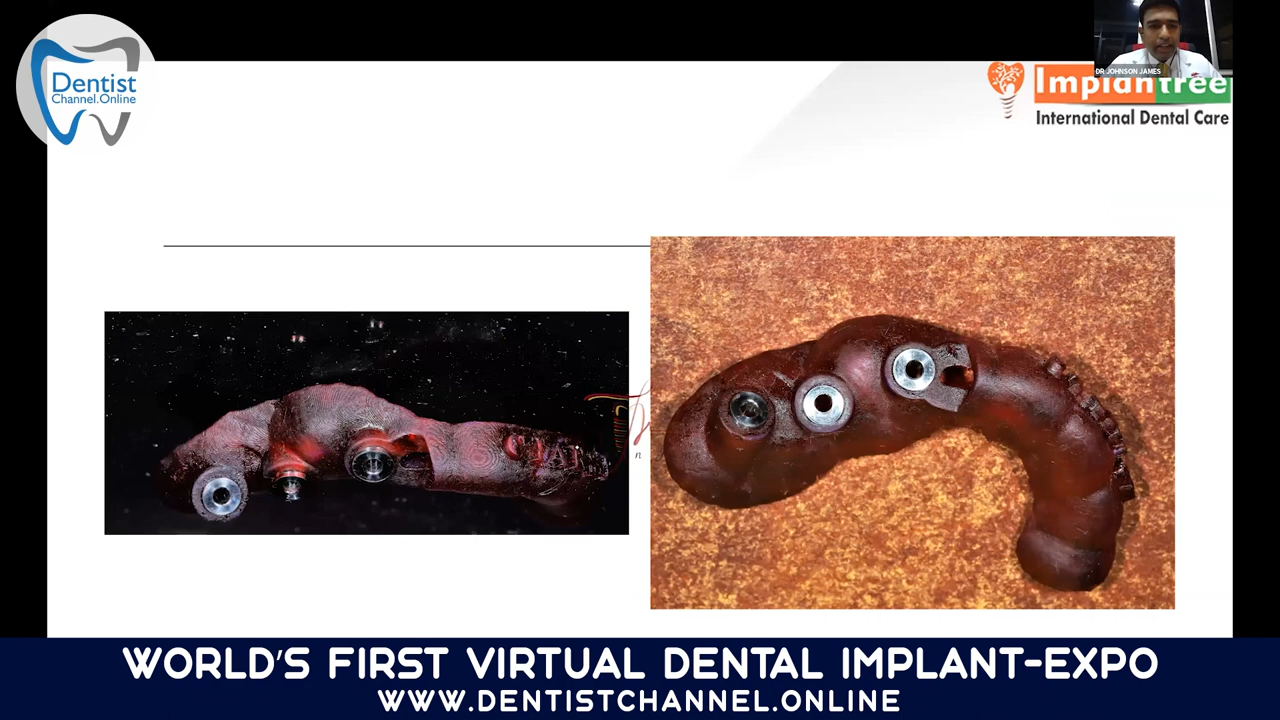 Dentist
Channel.Online
DR JOHNSON JAMES
Implantree
International Dental Care
n
WORLD'S FIRST VIRTUAL DENTAL IMPLANT-EXPO
WWW.DENTISTCHANNEL.ONLINE